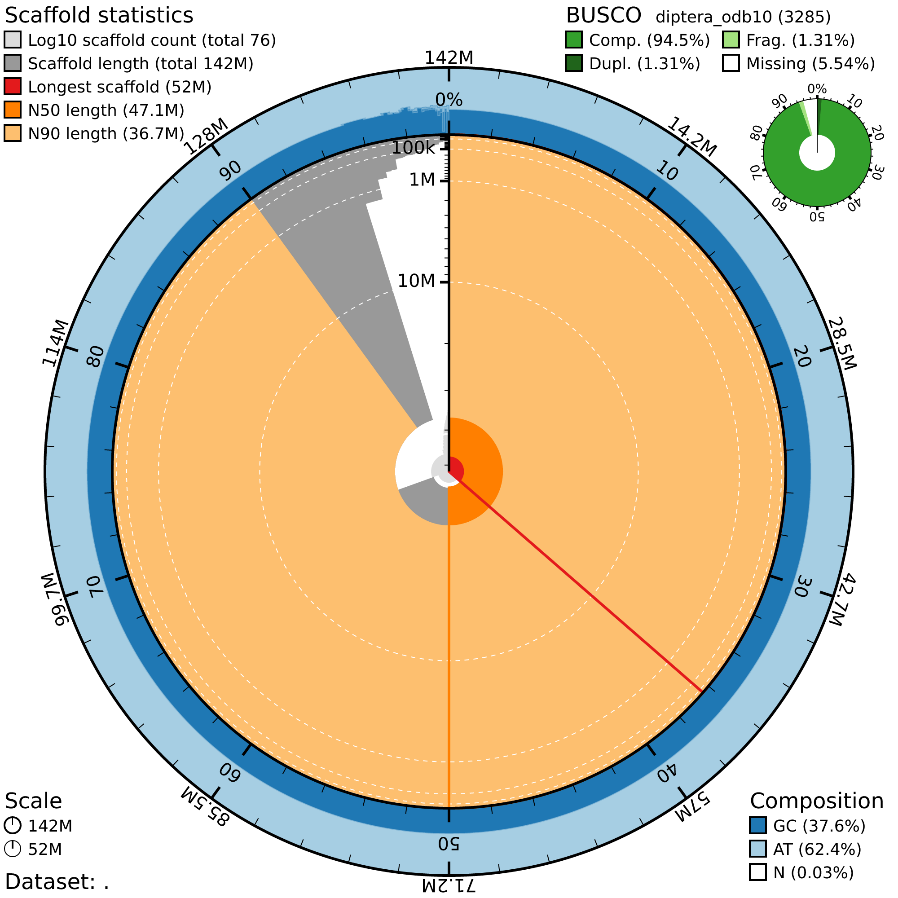 Scaffold statistics
Log10 scaffold count (total 76)
Scaffold length (total 142M)
Longest scaffold (52M)
N50 length (47.1M)
N90 length (36.7M)
BUSCO diptera_odb10 (3285)
Comp. (94.5%)
Frag. (1.31%)
Dupl. (1.31%)
Missing (5.54%)
0%
10
20
30
40
50
60
70
80
90
142M
14.2M
28.5M
42.7M
57M
71.2M
85.5M
99.7M
114M
128M
0%
10
20
30
40
50
60
70
80
90
100k
1M
10M
Scale
142M
52M
Dataset: .
Composition
GC (37.6%)
AT (62.4%)
N (0.03%)